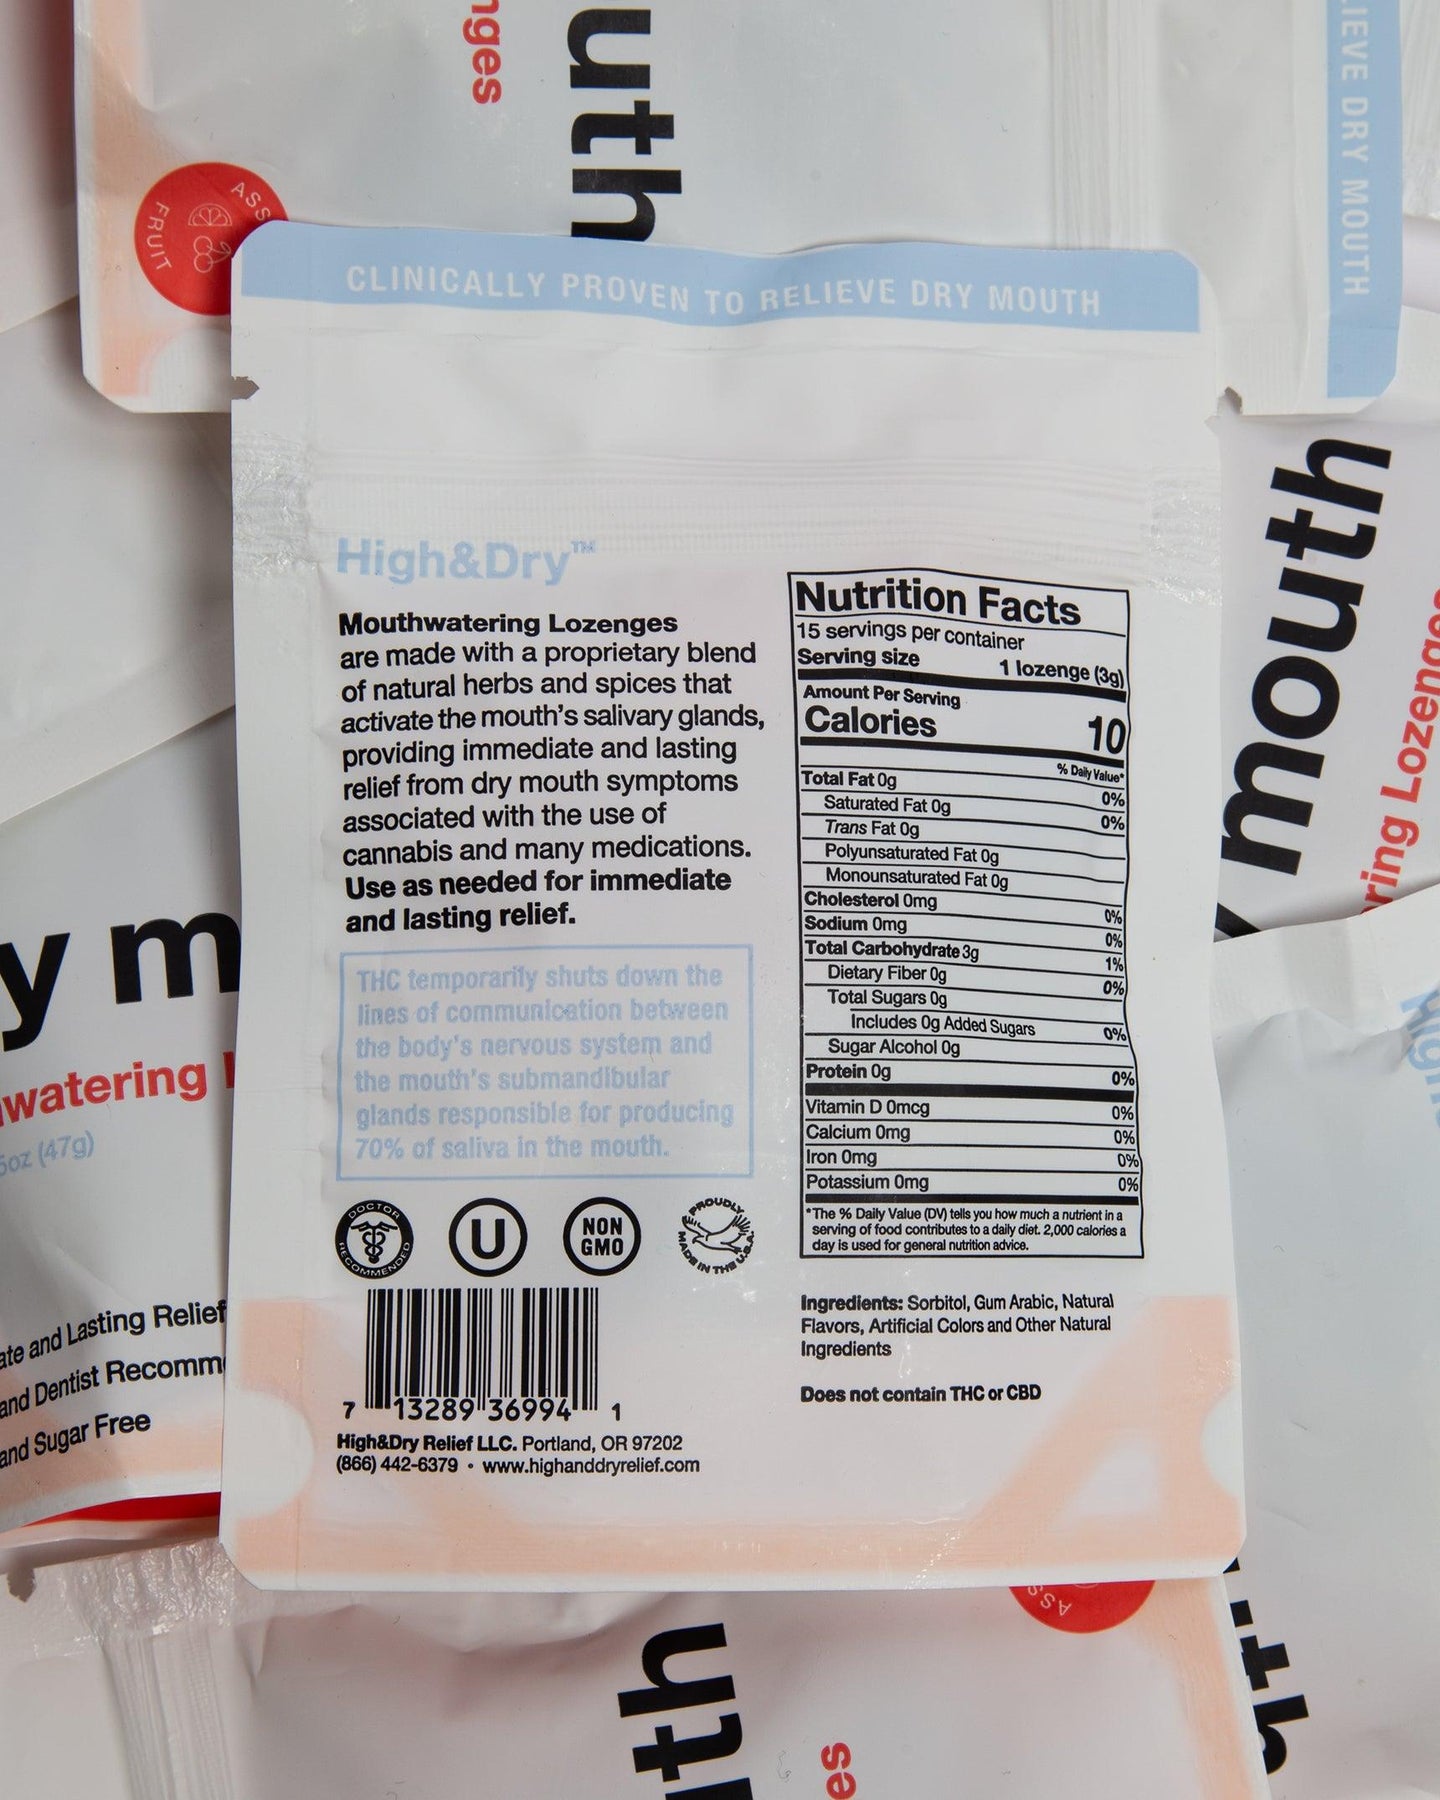 nges
uth
IEVE DRY MOUTH
ASS
FRUIT
CLINICALLY PROVEN TO RELIEVE DRY MOUTH
High&Dry™
Mouthwatering Lozenges
are made with a proprietary blend
of natural herbs and spices that
activate the mouth's salivary glands,
providing immediate and lasting
relief from dry mouth symptoms
associated with the use of
cannabis and many medications.
Use as needed for immediate
and lasting relief.
THC temporarily shuts down the
lines of communication between
the body's nervous system and
the mouth's submandibular
glands responsible for producing
70% of saliva in the mouth.
DOCTOR
RECOMMENDED
U
NON
GMO
PROUDLY
MADE IN THE U.S.A.
7 13289 36994 1
High&Dry Relief LLC. Portland, OR 97202
(866) 442-6379 • www.highanddryrelief.com
Nutrition Facts
15 servings per container
Serving size 1 lozenge (3g)
Amount Per Serving
Calories 10
% Daily Value*
Total Fat 0g 0%
Saturated Fat 0g 0%
Trans Fat 0g
Polyunsaturated Fat 0g
Monounsaturated Fat 0g
Cholesterol 0mg 0%
Sodium 0mg 0%
Total Carbohydrate 3g 1%
Dietary Fiber 0g 0%
Total Sugars 0g
Includes 0g Added Sugars 0%
Sugar Alcohol 0g
Protein 0g 0%
Vitamin D 0mcg 0%
Calcium 0mg 0%
Iron 0mg 0%
Potassium 0mg 0%
*The % Daily Value (DV) tells you how much a nutrient in a
serving of food contributes to a daily diet. 2,000 calories a
day is used for general nutrition advice.
Ingredients: Sorbitol, Gum Arabic, Natural
Flavors, Artificial Colors and Other Natural
Ingredients
Does not contain THC or CBD
y m
watering
oz (47g)
ate and Lasting Relief
and Dentist Recomm
and Sugar Free
mouth
ring Lozenges
High
ASS
uth
es